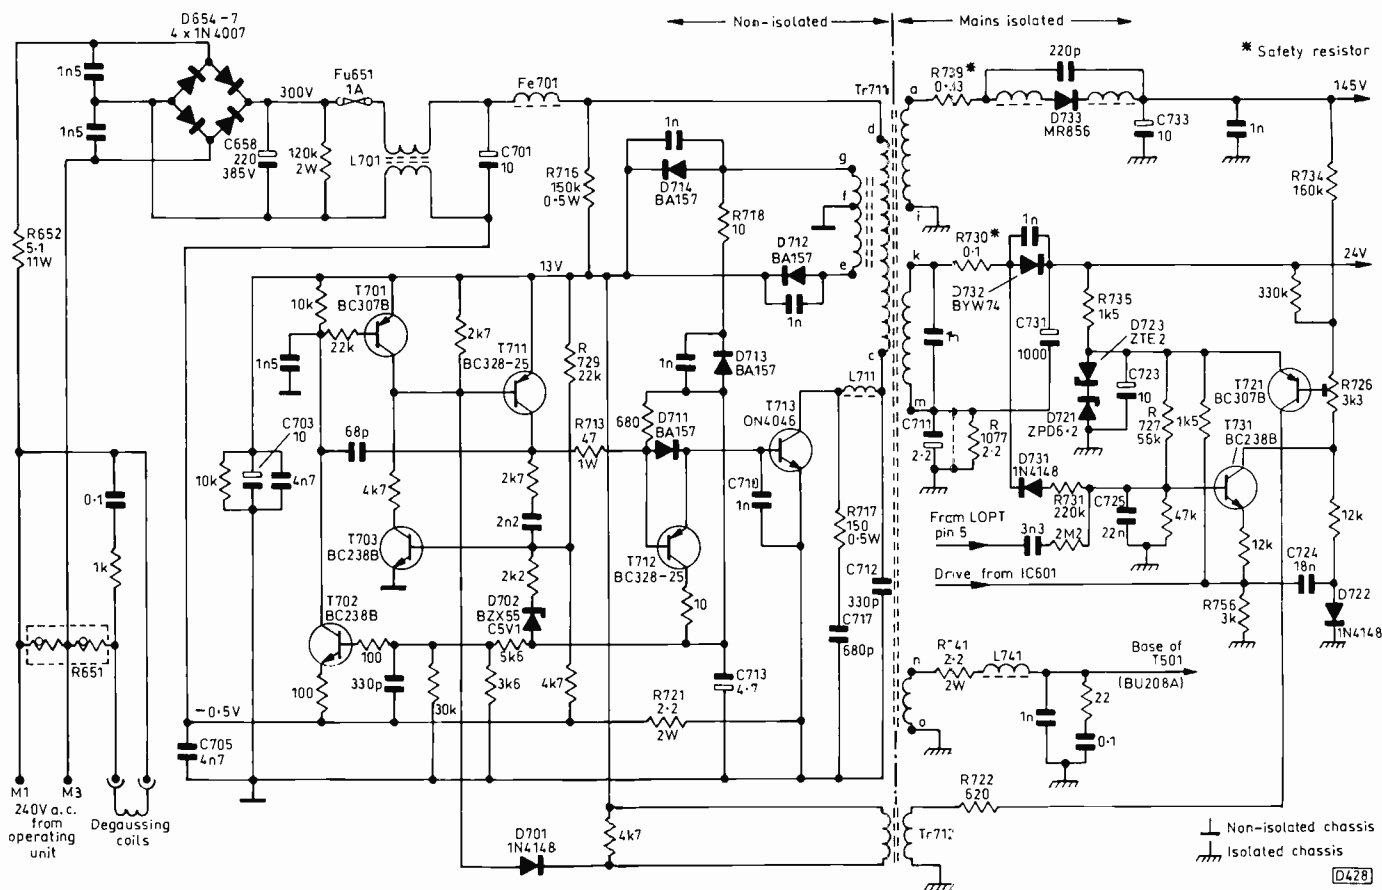 D654-7
4 x 1N4007
Non-isolated
Mains isolated
* Safety resistor
1n5
1n5
300V
Fu651
1A
Fe701
C658
220
385V
120k
2W
L701
C701
10
R716
150k
0·5W
1n
D714
BA157
R718
10
D712
BA157
1n
g
f
e
d
c
Tr711
a
i
R739*
0·33
220p
D733
MR856
C733
10
1n
145V
R734
160k
R652
5·1
11W
13V
10k
T701
BC307B
22k
1n5
2k7
T711
BC328-25
R
729
22k
1n
D713
BA157
680
D711
BA157
L711
T713
ON4046
k
m
R730*
0·1
1n
D732
BYW74
C731
1000
C711
2·2
R
1077
2·2
24V
330k
R735
1k5
D723
ZTE2
C723
10
D721
ZPD6·2
R
727
56k
1k5
T721
BC307B
R726
3k3
T731
BC238B
D731
1N4148
R731
220k
C725
22n
47k
12k
12k
From LOPT
pin 5
3n3
2M2
Drive from IC601
R756
3k
C724
18n
D722
1N4148
C703
10
10k
4n7
68p
4k7
R713
47
1W
2k7
2n2
T703
BC238B
2k2
D702
BZX55
C5V1
T712
BC328-25
10
C710
1n
R717
150
0·5W
C712
330p
C717
680p
0·1
1k
R651
T702
BC238B
100
100
330p
5k6
3k6
30k
4k7
R721
2·2
2W
C713
4·7
-0·5V
C705
4n7
n
o
R741
2·2
2W
L741
1n
22
0·1
Base of
T501
(BU208A)
M1
M3
240V a.c.
from
operating
unit
Degaussing
coils
D701
1N4148
4k7
Tr712
R722
620
Non-isolated chassis
Isolated chassis
D428